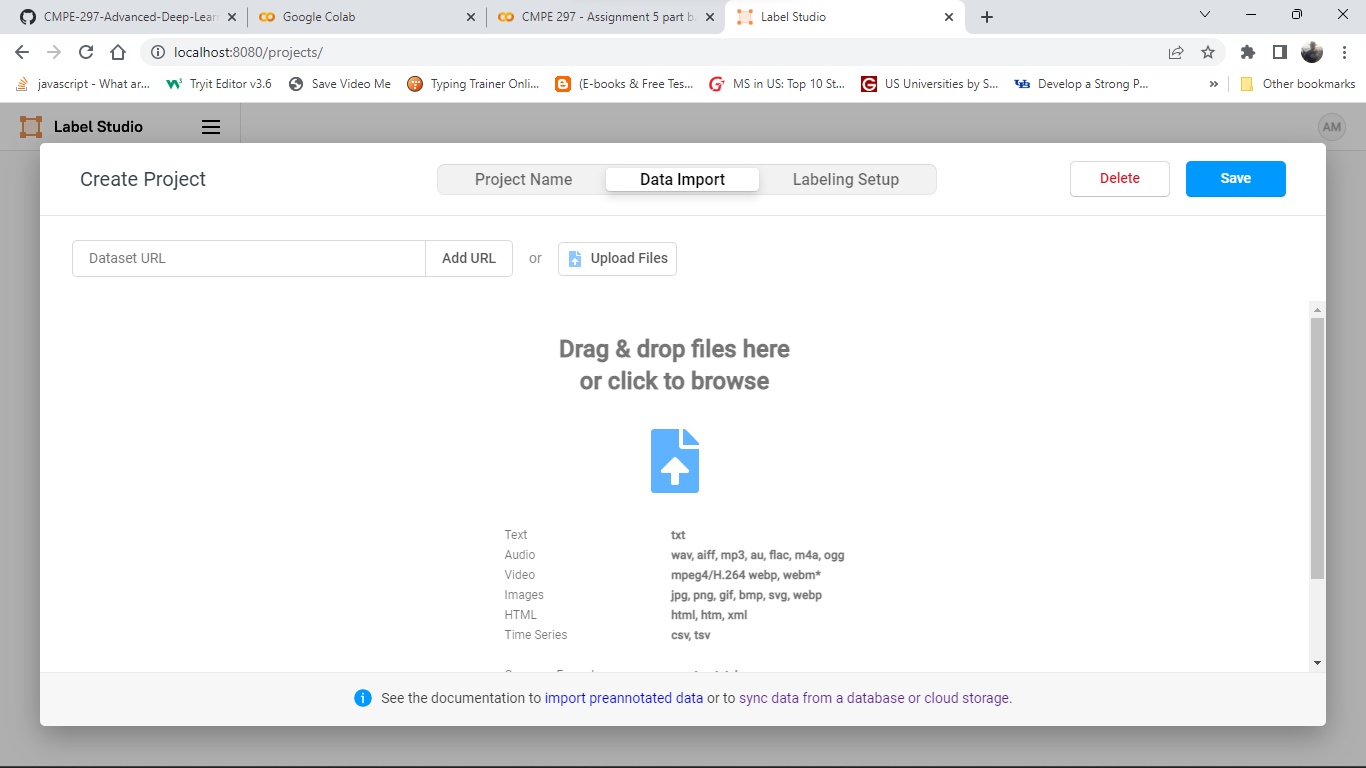 CMPE-297-Advanced-Deep-Lear
Google Colab
CMPE 297 - Assignment 5 part b.
Label Studio
localhost:8080/projects/
javascript - What ar...
Tryit Editor v3.6
Save Video Me
Typing Trainer Onli...
(E-books & Free Tes...
MS in US: Top 10 St...
US Universities by S...
Develop a Strong P...
»
Other bookmarks
Label Studio
AM
Create Project
Project Name
Data Import
Labeling Setup
Delete
Save
Dataset URL
Add URL
or
Upload Files
Drag & drop files here
or click to browse
Text txt
Audio wav, aiff, mp3, au, flac, m4a, ogg
Video mpeg4/H.264 webp, webm*
Images jpg, png, gif, bmp, svg, webp
HTML html, htm, xml
Time Series csv, tsv
See the documentation to import preannotated data or to sync data from a database or cloud storage.